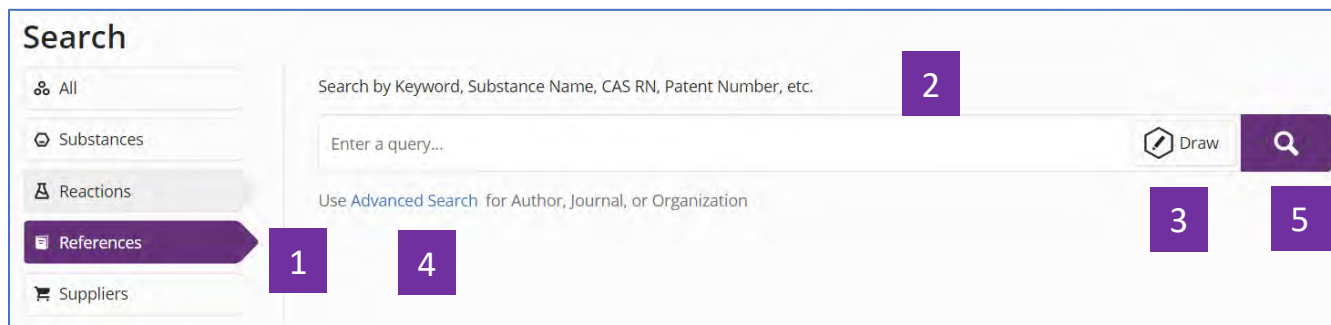 Search
All
Substances
Reactions
References
Suppliers
1
Search by Keyword, Substance Name, CAS RN, Patent Number, etc.
2
Enter a query...
Draw
Use Advanced Search for Author, Journal, or Organization
3
5
4